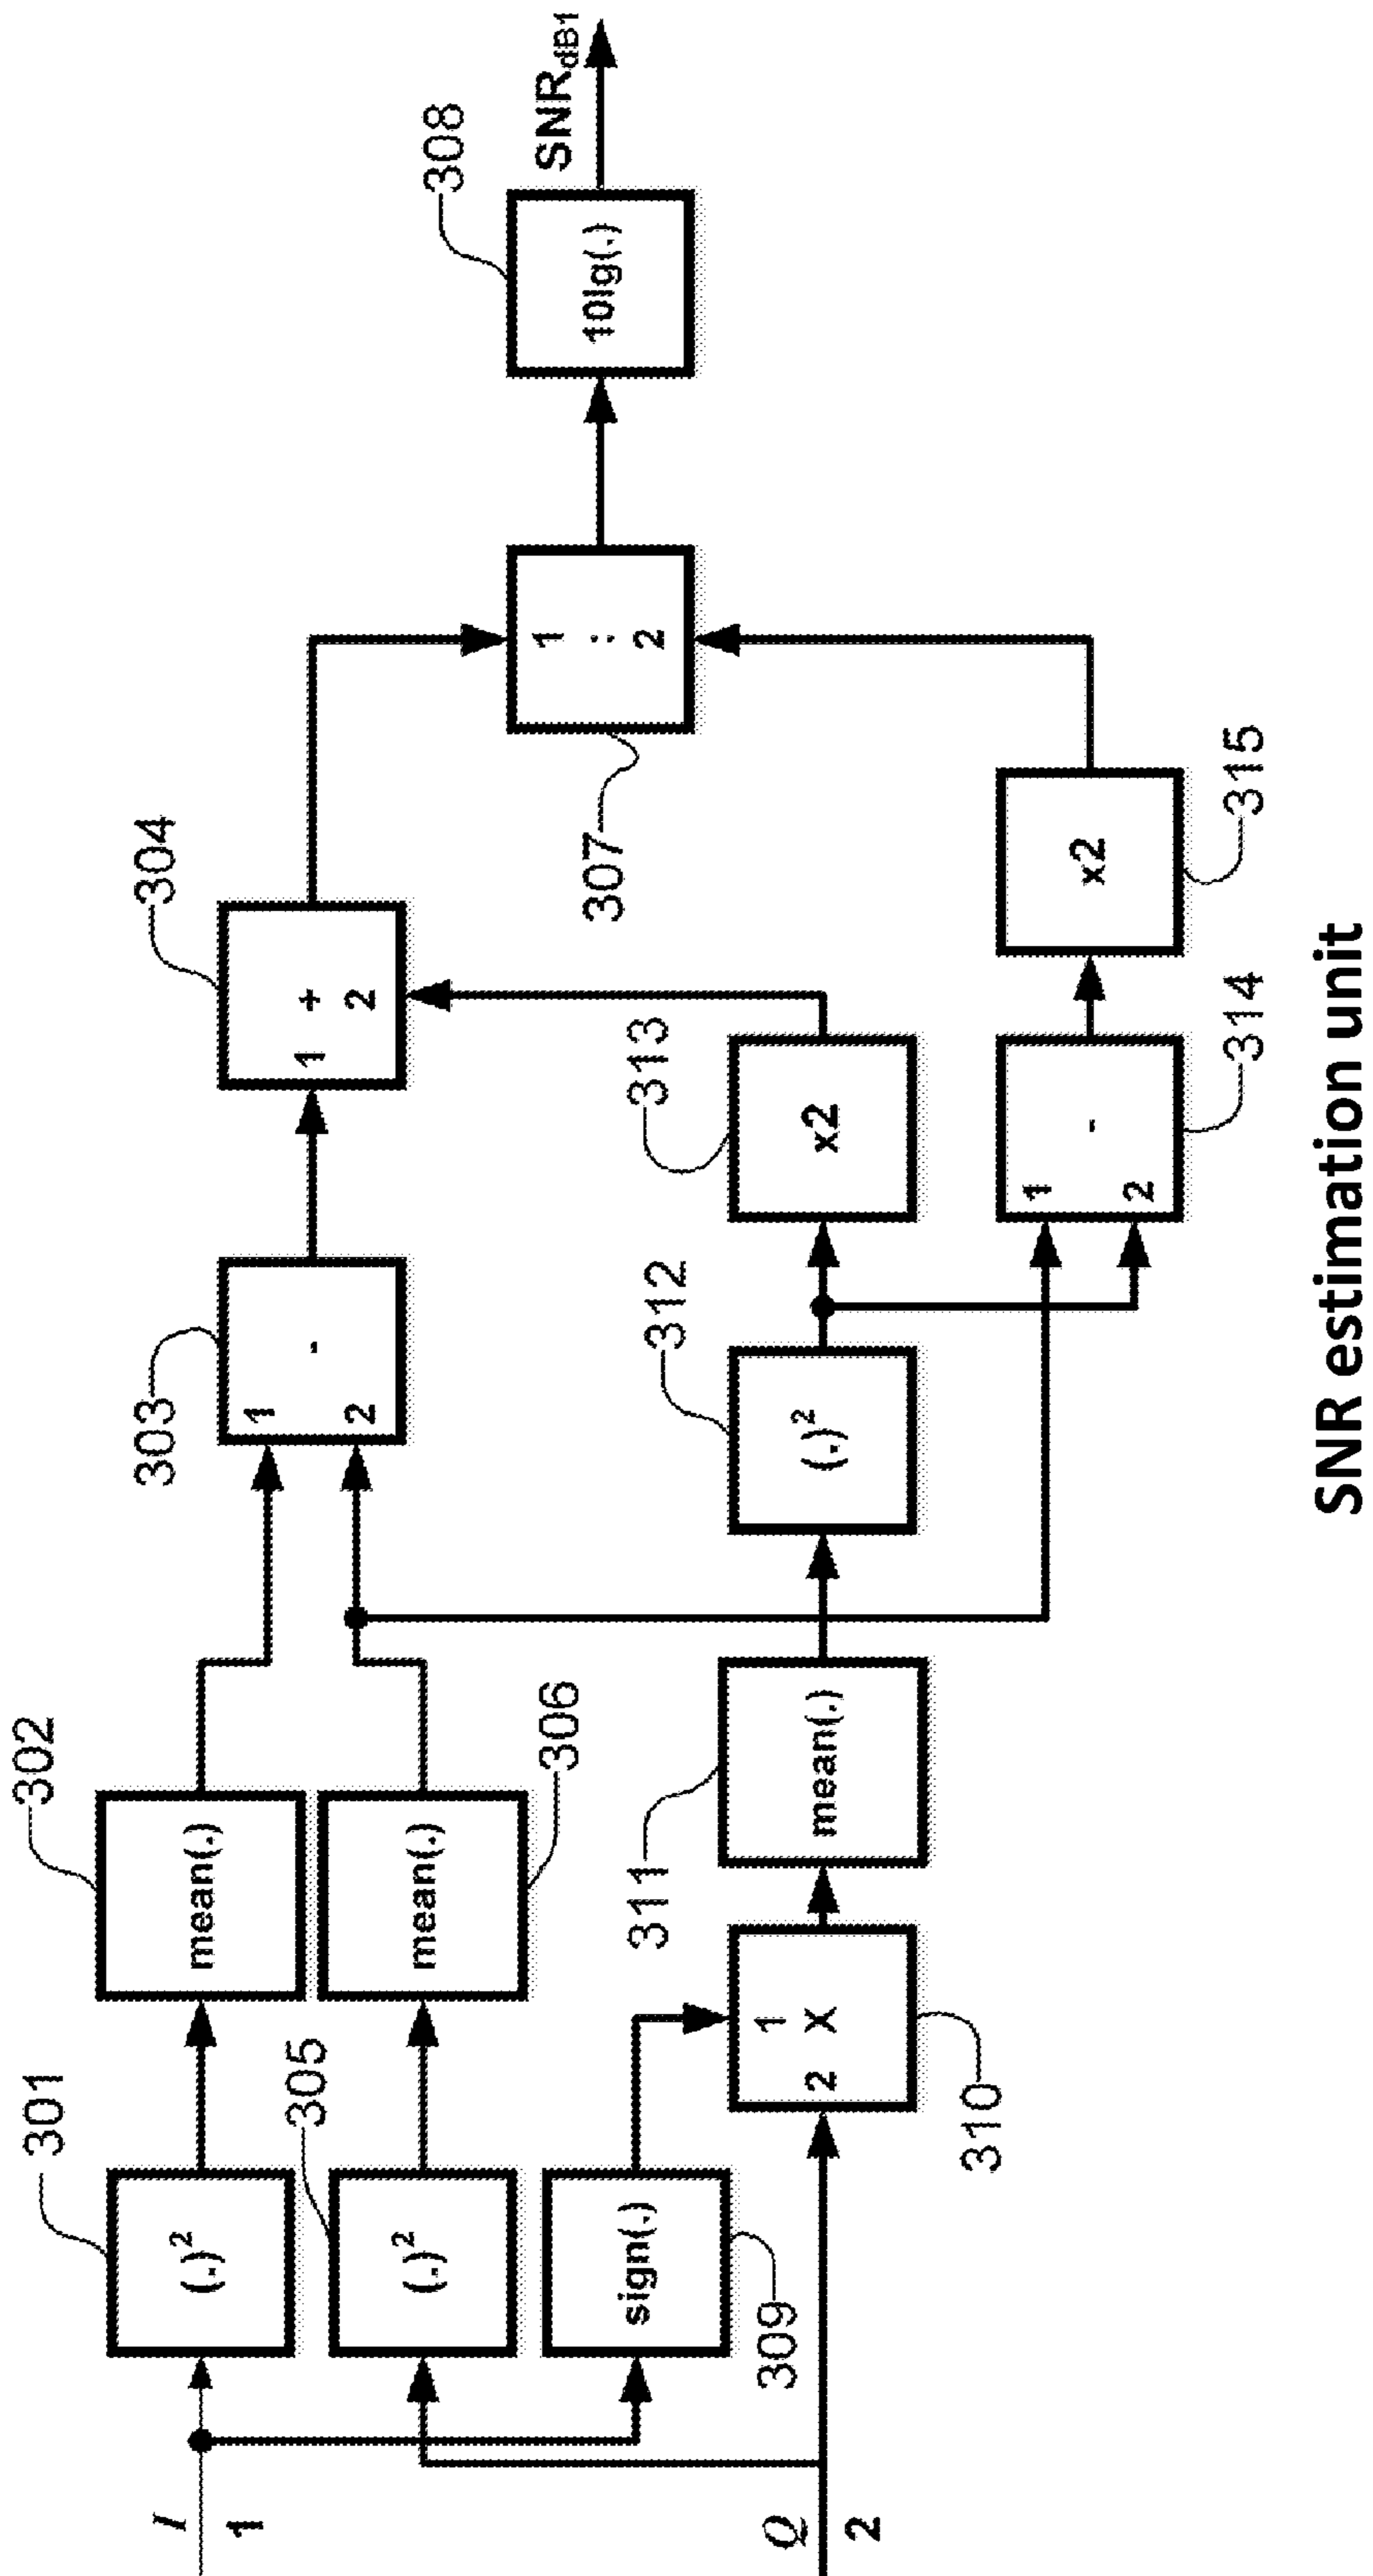 I
1
Q
2
301
(.)²
305
(.)²
309
sign(.)
302
mean(.)
306
mean(.)
310
1
2 X
311
mean(.)
303
1
-
2
312
(.)²
304
1 +
2
313
x2
314
1
-
2
315
x2
307
1
:
2
308
10lg(.)
SNR_dB1
SNR estimation unit